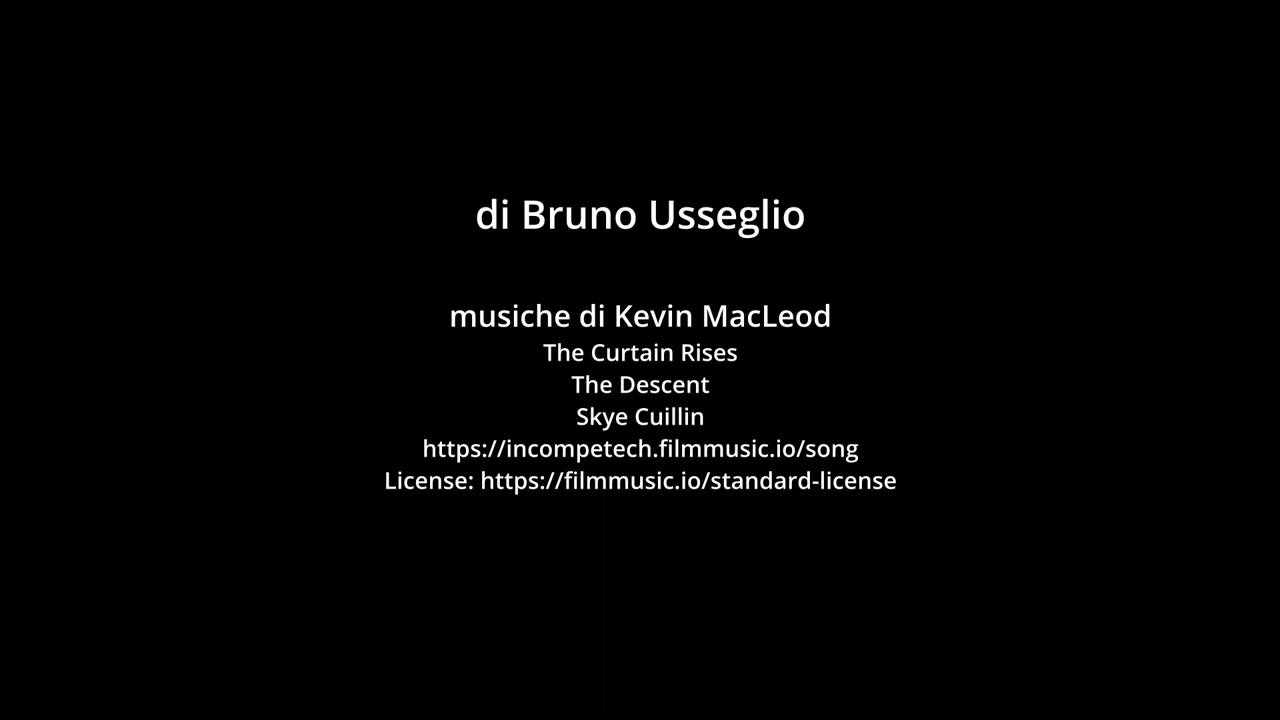 di Bruno Usseglio
musiche di Kevin MacLeod
The Curtain Rises
The Descent
Skye Cuillin
https://incompetech.filmmusic.io/song
License: https://filmmusic.io/standard-license